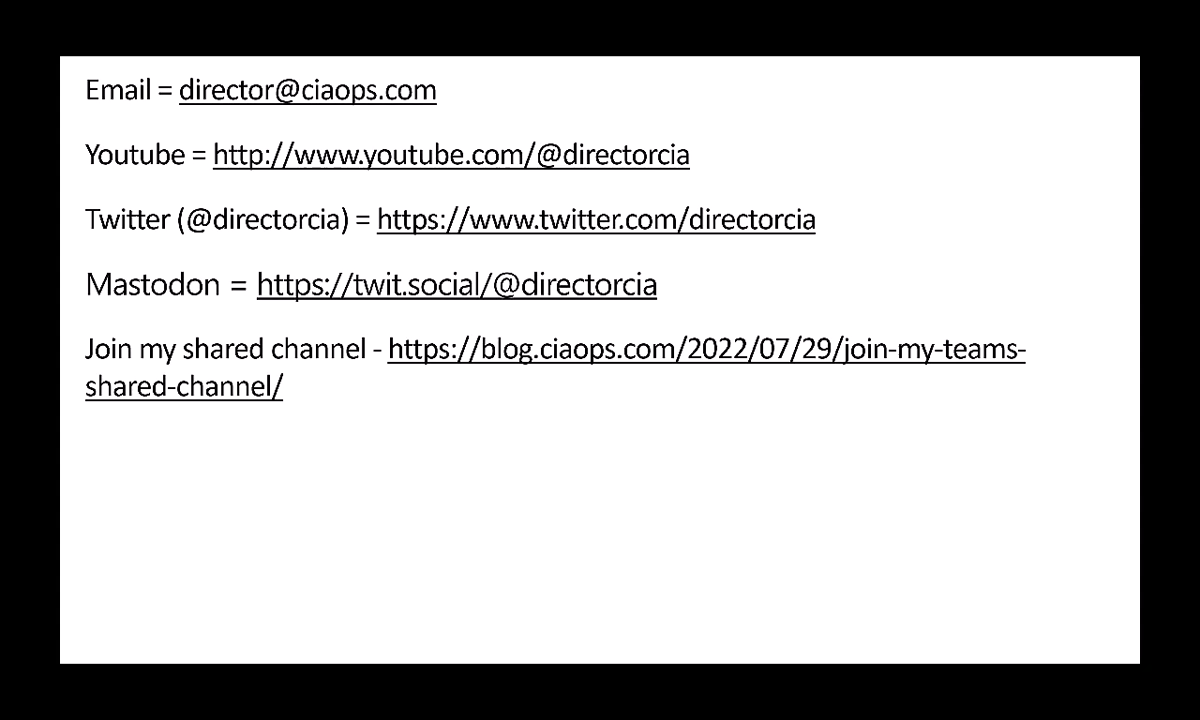 Email = director@ciaops.com
Youtube = http://www.youtube.com/@directorcia
Twitter (@directorcia) = https://www.twitter.com/directorcia
Mastodon = https://twit.social/@directorcia
Join my shared channel - https://blog.ciaops.com/2022/07/29/join-my-teams-
shared-channel/